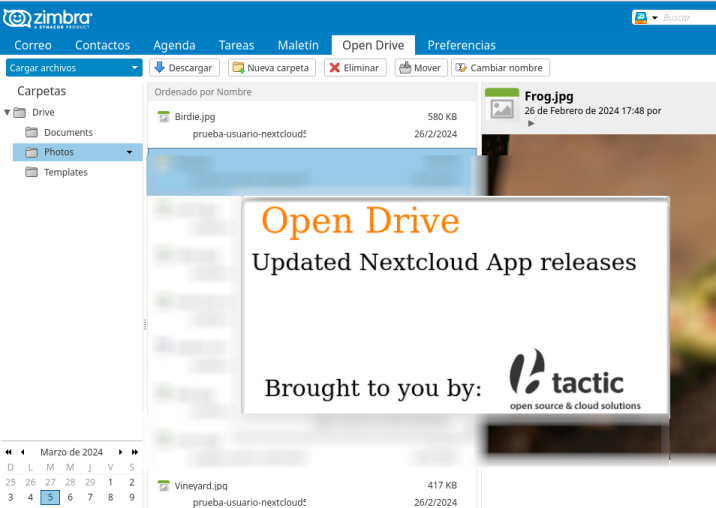 zimbra
A SYNACOR PRODUCT
Buscar
Correo Contactos Agenda Tareas Maletín Open Drive Preferencias
Cargar archivos
Descargar Nueva carpeta Eliminar Mover Cambiar nombre
Carpetas
Drive
Documents
Photos
Templates
Ordenado por Nombre
Birdie.jpg 580 KB
prueba-usuario-nextcloud 26/2/2024
Frog.jpg
26 de Febrero de 2024 17:48 por
Open Drive
Updated Nextcloud App releases
Brought to you by:
tactic
open source & cloud solutions
Vineyard.jpg 417 KB
prueba-usuario-nextcloud 26/2/2024
Marzo de 2024
D L M M J V S
25 26 27 28 29 1 2
3 4 5 6 7 8 9